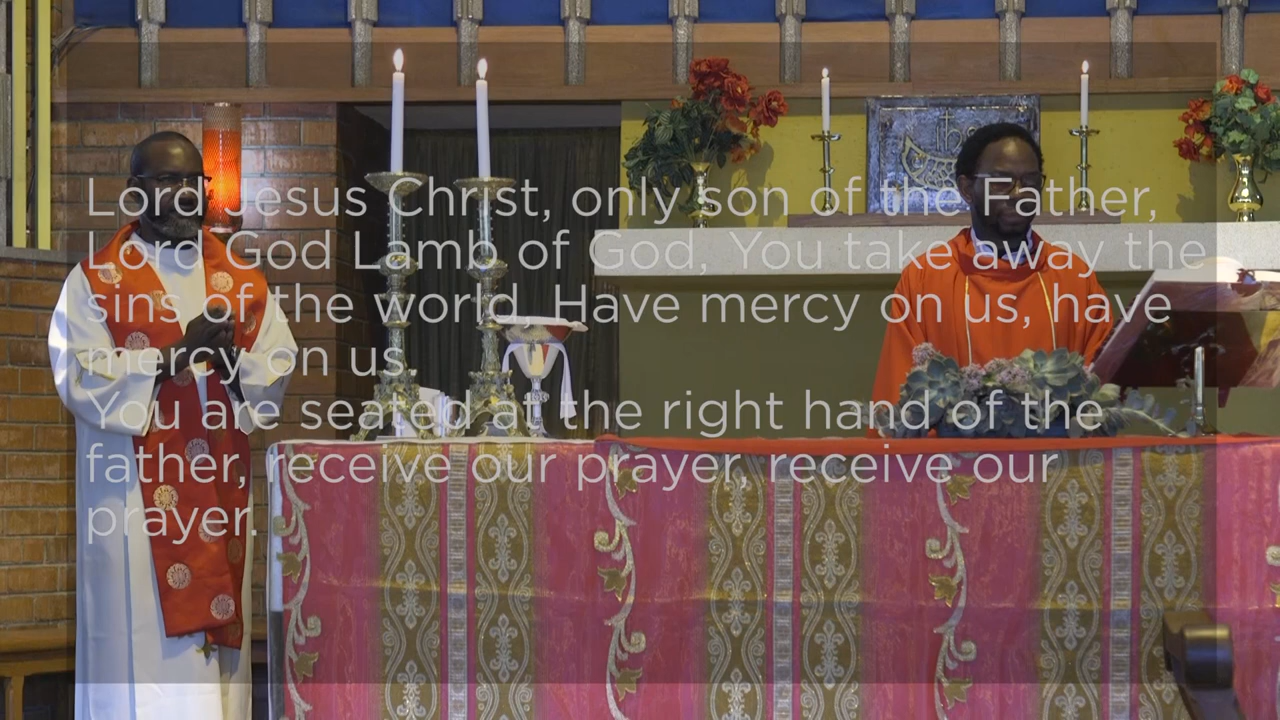 Lord Jesus Christ, only son of the Father,
Lord God Lamb of God, You take away the
sins of the world, Have mercy on us, have
mercy on us.
You are seated at the right hand of the
father, receive our prayer, receive our
prayer.